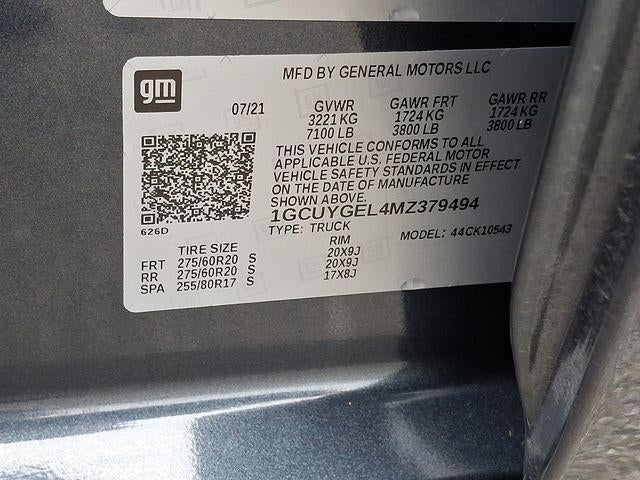 gm
MFD BY GENERAL MOTORS LLC
07/21
GVWR GAWR FRT GAWR RR
3221 KG 1724 KG 1724 KG
7100 LB 3800 LB 3800 LB
THIS VEHICLE CONFORMS TO ALL
APPLICABLE U.S. FEDERAL MOTOR
VEHICLE SAFETY STANDARDS IN EFFECT
ON THE DATE OF MANUFACTURE
SHOWN ABOVE.
626D
1GCUYGEL4MZ379494
TYPE: TRUCK MODEL: 44CK10543
TIRE SIZE RIM
FRT 275/60R20 S 20X9J
RR 275/60R20 S 20X9J
SPA 255/80R17 S 17X8J